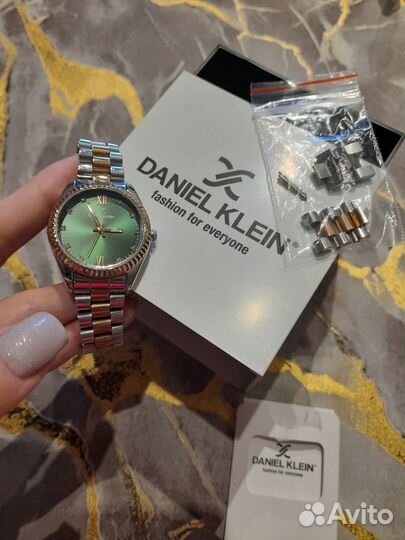 DANIEL KLEIN®
fashion for everyone
DANIEL KLEIN®
fashion for everyone
Avito